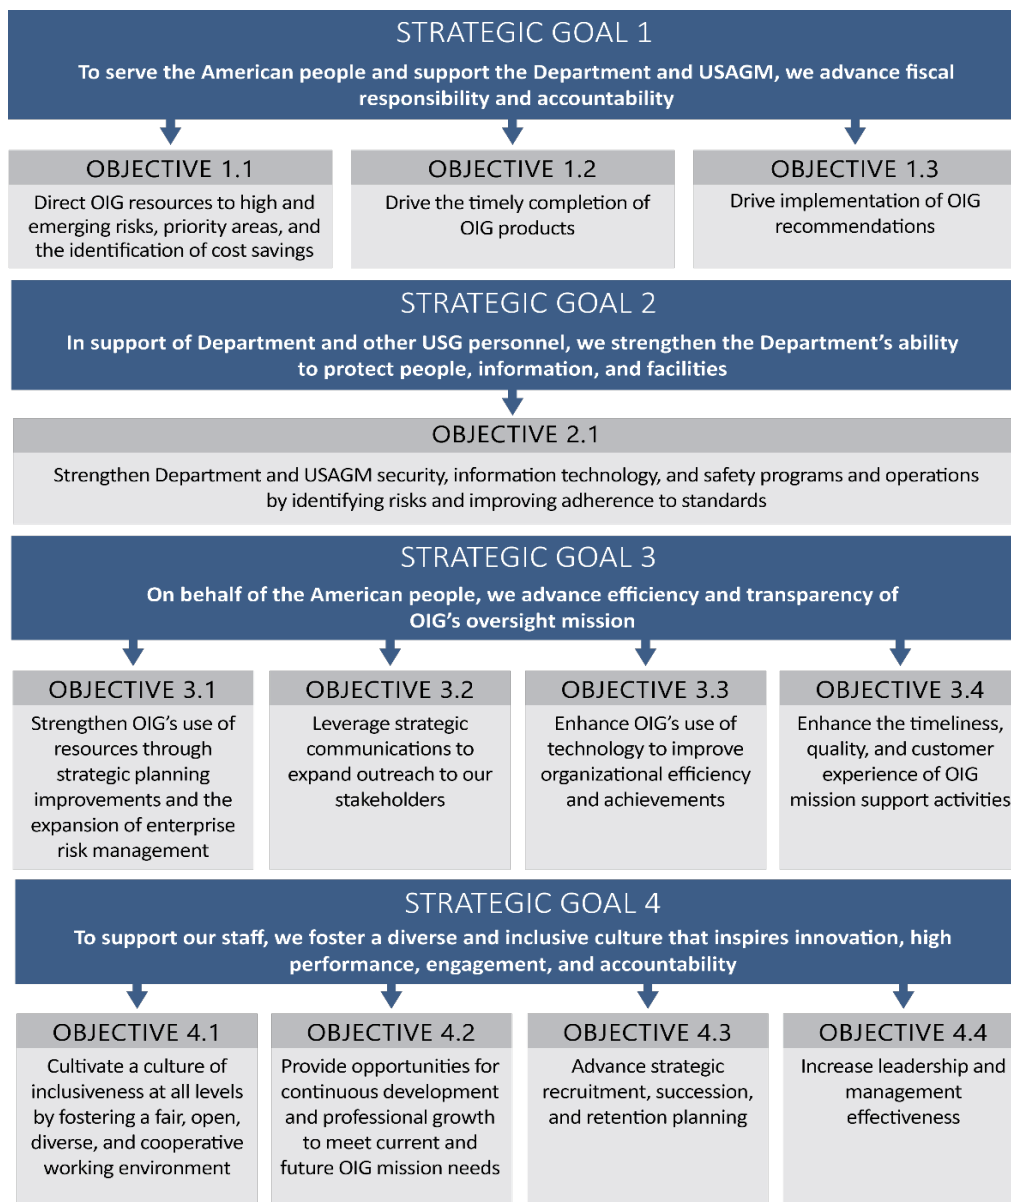 STRATEGIC GOAL 1
To serve the American people and support the Department and USAGM, we advance fiscal
responsibility and accountability
OBJECTIVE 1.1
Direct OIG resources to high and
emerging risks, priority areas, and
the identification of cost savings
OBJECTIVE 1.2
Drive the timely completion of
OIG products
OBJECTIVE 1.3
Drive implementation of OIG
recommendations
STRATEGIC GOAL 2
In support of Department and other USG personnel, we strengthen the Department’s ability
to protect people, information, and facilities
OBJECTIVE 2.1
Strengthen Department and USAGM security, information technology, and safety programs and operations
by identifying risks and improving adherence to standards
STRATEGIC GOAL 3
On behalf of the American people, we advance efficiency and transparency of
OIG’s oversight mission
OBJECTIVE 3.1
Strengthen OIG’s use of
resources through
strategic planning
improvements and the
expansion of enterprise
risk management
OBJECTIVE 3.2
Leverage strategic
communications to
expand outreach to our
stakeholders
OBJECTIVE 3.3
Enhance OIG’s use of
technology to improve
organizational efficiency
and achievements
OBJECTIVE 3.4
Enhance the timeliness,
quality, and customer
experience of OIG
mission support activities
STRATEGIC GOAL 4
To support our staff, we foster a diverse and inclusive culture that inspires innovation, high
performance, engagement, and accountability
OBJECTIVE 4.1
Cultivate a culture of
inclusiveness at all levels
by fostering a fair, open,
diverse, and cooperative
working environment
OBJECTIVE 4.2
Provide opportunities for
continuous development
and professional growth
to meet current and
future OIG mission needs
OBJECTIVE 4.3
Advance strategic
recruitment, succession,
and retention planning
OBJECTIVE 4.4
Increase leadership and
management
effectiveness